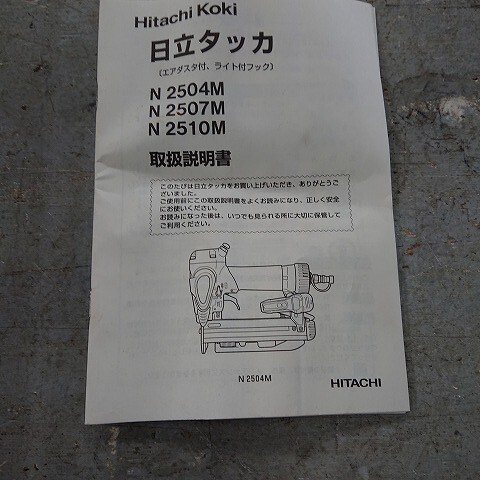 Hitachi Koki
日立タッカ
(エアダスタ付、ライト付フック)
N 2504M
N 2507M
N 2510M
取扱説明書
このたびは日立タッカをお買い上げいただき、ありがとうご
ざいました。
ご使用前にこの取扱説明書をよくお読みになり、正しく安全
にお使いください。
お読みになった後は、いつでも見られる所に大切に保管して
ご利用ください。
N 2504M
HITACHI